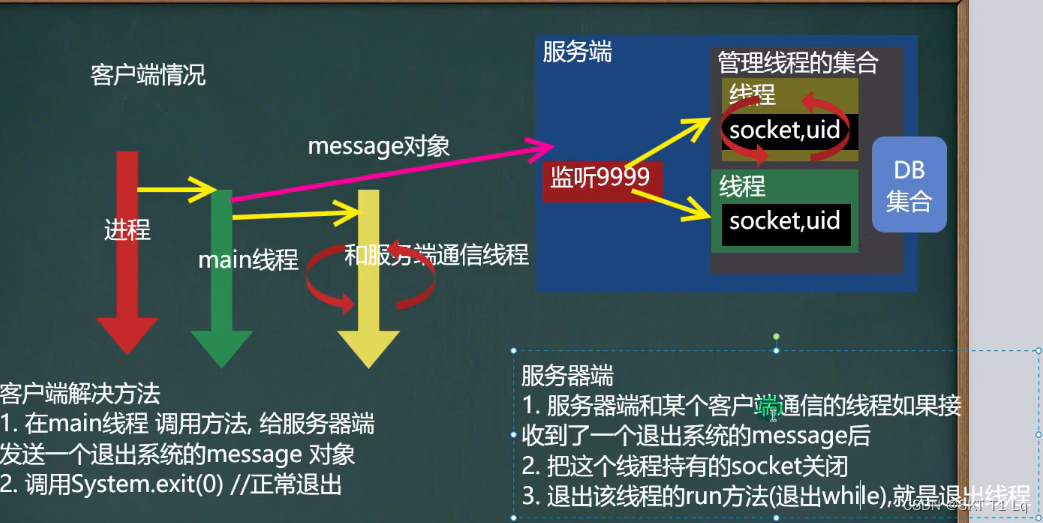 客户端情况
服务端
管理线程的集合
线程
socket,uid
message对象
监听9999
线程
socket,uid
DB
集合
进程
main线程
和服务端通信线程
客户端解决方法
1. 在main线程 调用方法, 给服务器端
发送一个退出系统的message 对象
2. 调用System.exit(0) //正常退出
服务器端
1. 服务器端和某个客户端通信的线程如果接
收到了一个退出系统的message后
2. 把这个线程持有的socket关闭
3. 退出该线程的run方法(退出while),就是退出线程
CSDN @SKT T1 Lq